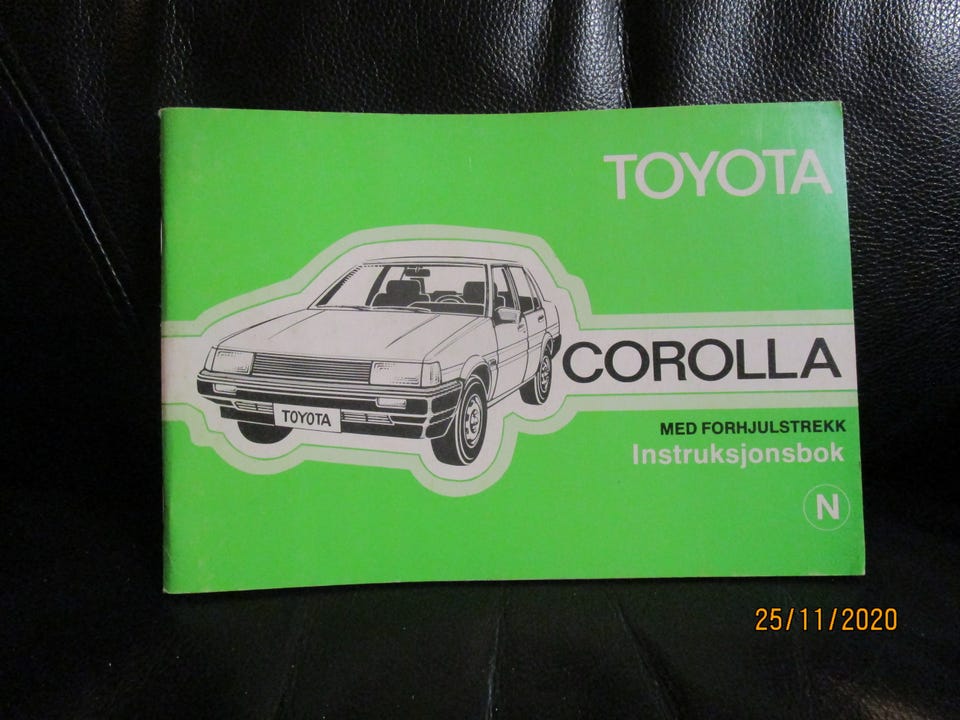 TOYOTA
COROLLA
TOYOTA
MED FORHJULSTREKK
Instruksjonsbok
N
25/11/2020